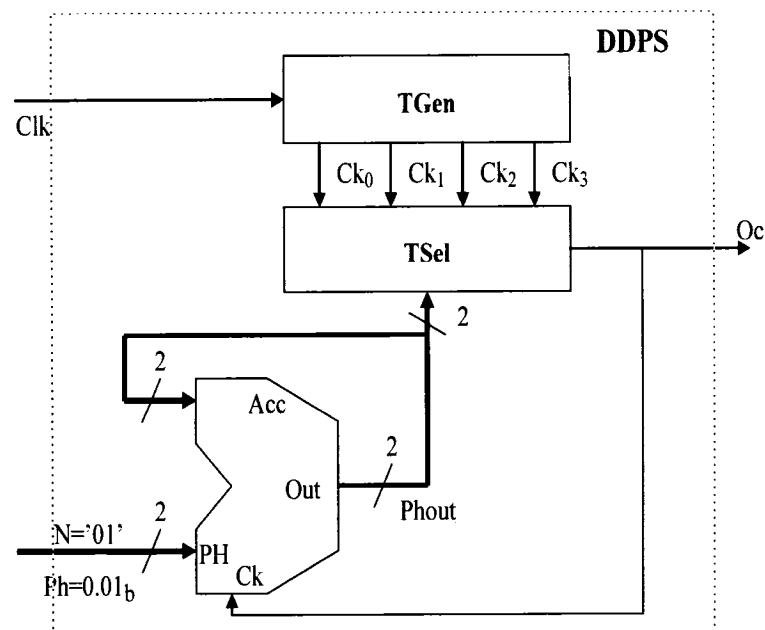 DDPS
TGen
Clk
Ck0 Ck1 Ck2 Ck3
Oc
TSel
2
2
Acc
2
Out
Phout
2
N='01'
PH
Ph=0.01b
Ck